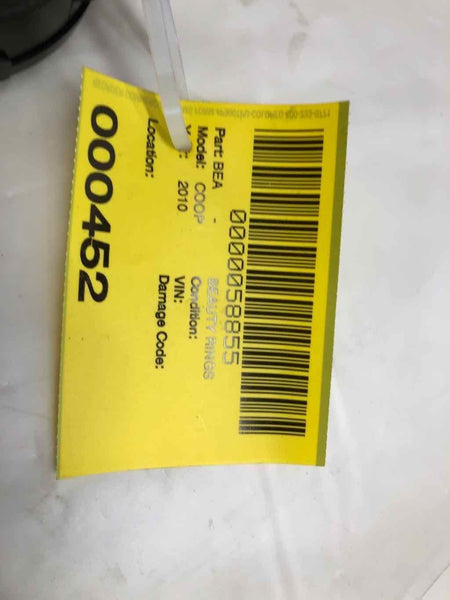 0000058855
Part: BEA - BEAUTY RINGS
Model: COOP Condition:
2010 VIN:
Damage Code:
Location:
000452